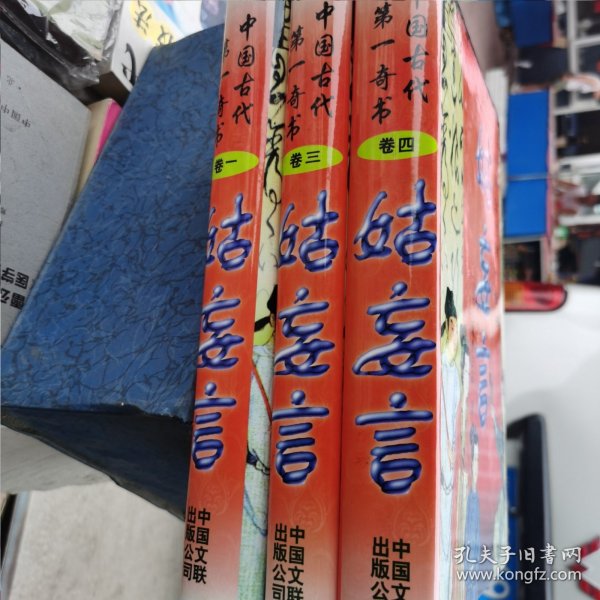 中国古代
第一奇书
卷一
姑妄言
中国文联
出版公司
中国古代
第一奇书
卷三
姑妄言
中国文联
出版公司
中国古代
第一奇书
卷四
姑妄言
中国文联
出版公
孔夫子旧书网
www.kongfz.com